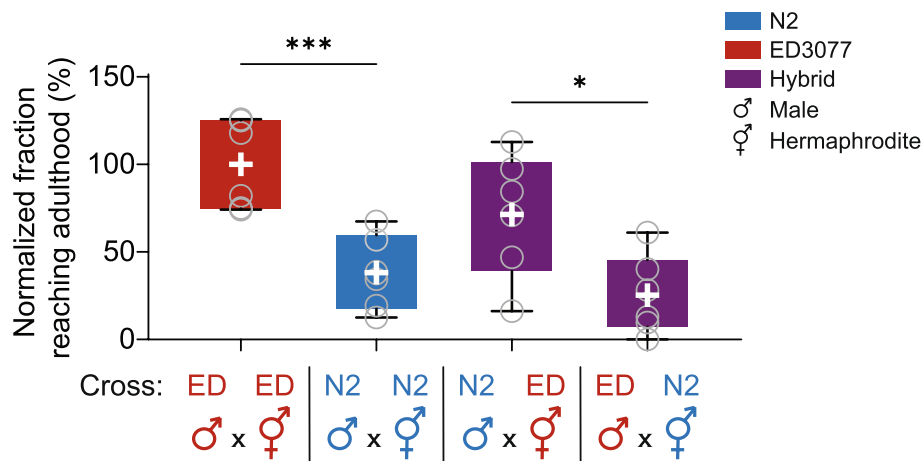 N2
ED3077
Hybrid
♂ Male
⚥ Hermaphrodite
***
*
Normalized fraction
reaching adulthood (%)
150
100
50
0
Cross: ED ED N2 N2 N2 ED ED N2
♂ x ⚥ ♂ x ⚥ ♂ x ⚥ ♂ x ⚥